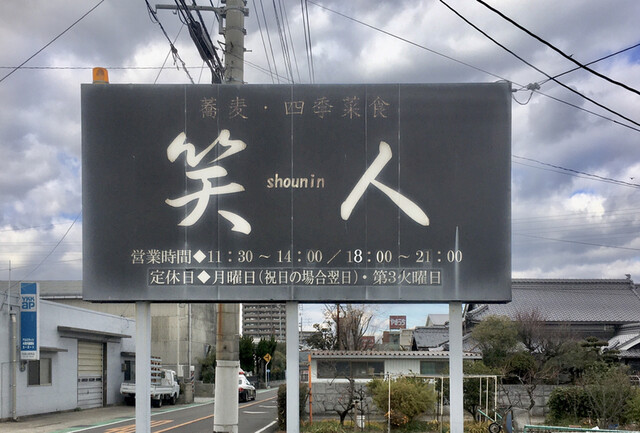 蕎麦・四季菜食
笑人
shounin
営業時間◆11：30～14：00／18：00～21：00
定休日◆月曜日(祝日の場合翌日)・第3火曜日